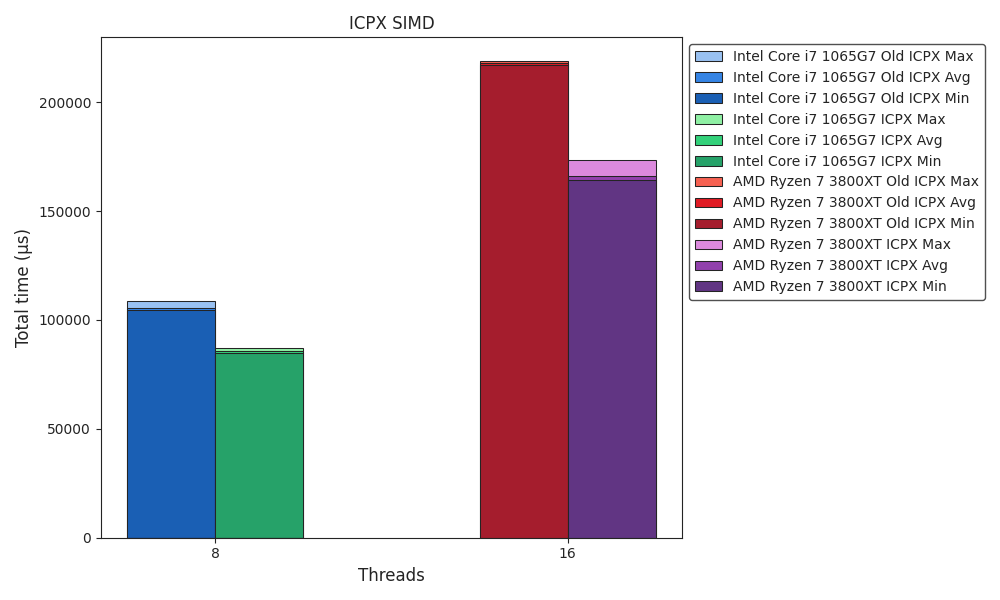 ICPX SIMD
Total time (µs)
200000
150000
100000
50000
0
8
16
Threads
Intel Core i7 1065G7 Old ICPX Max
Intel Core i7 1065G7 Old ICPX Avg
Intel Core i7 1065G7 Old ICPX Min
Intel Core i7 1065G7 ICPX Max
Intel Core i7 1065G7 ICPX Avg
Intel Core i7 1065G7 ICPX Min
AMD Ryzen 7 3800XT Old ICPX Max
AMD Ryzen 7 3800XT Old ICPX Avg
AMD Ryzen 7 3800XT Old ICPX Min
AMD Ryzen 7 3800XT ICPX Max
AMD Ryzen 7 3800XT ICPX Avg
AMD Ryzen 7 3800XT ICPX Min